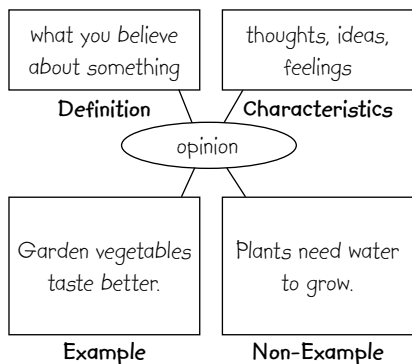 what you believe
about something
Definition
thoughts, ideas,
feelings
Characteristics
opinion
Garden vegetables
taste better.
Example
Plants need water
to grow.
Non-Example